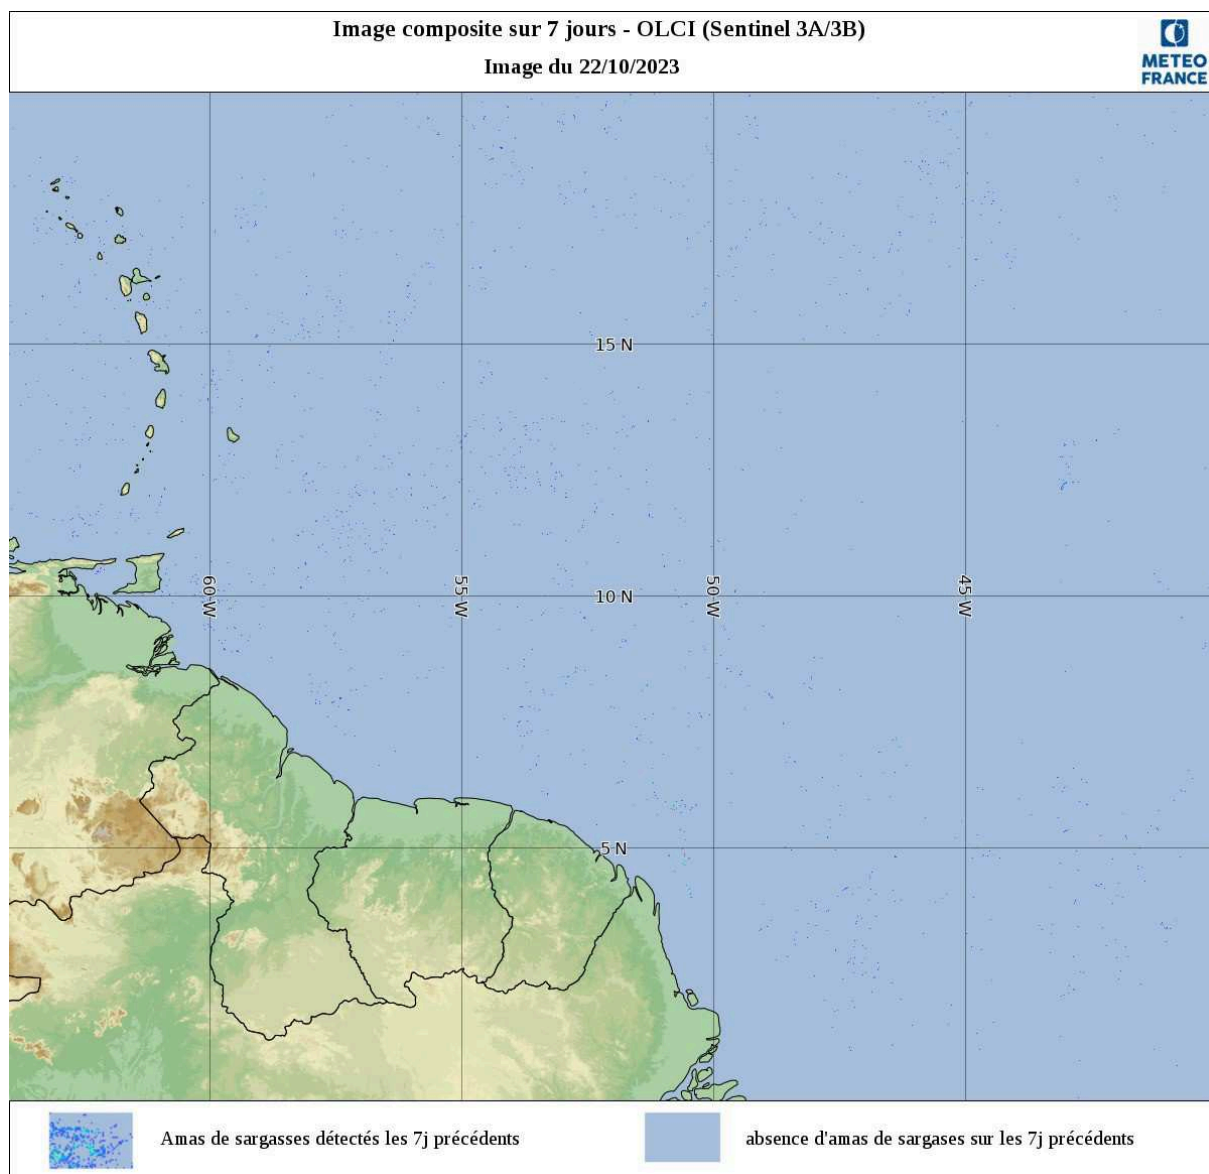 Image composite sur 7 jours - OLCI (Sentinel 3A/3B)
Image du 22/10/2023
METEO
FRANCE
15 N
60 W
55 W
10 N
50 W
45 W
5 N
Amas de sargasses détectés les 7j précédents
absence d'amas de sargases sur les 7j précédents